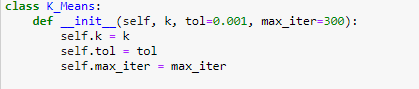 class K_Means:
    def __init__(self, k, tol=0.001, max_iter=300):
        self.k = k
        self.tol = tol
        self.max_iter = max_iter